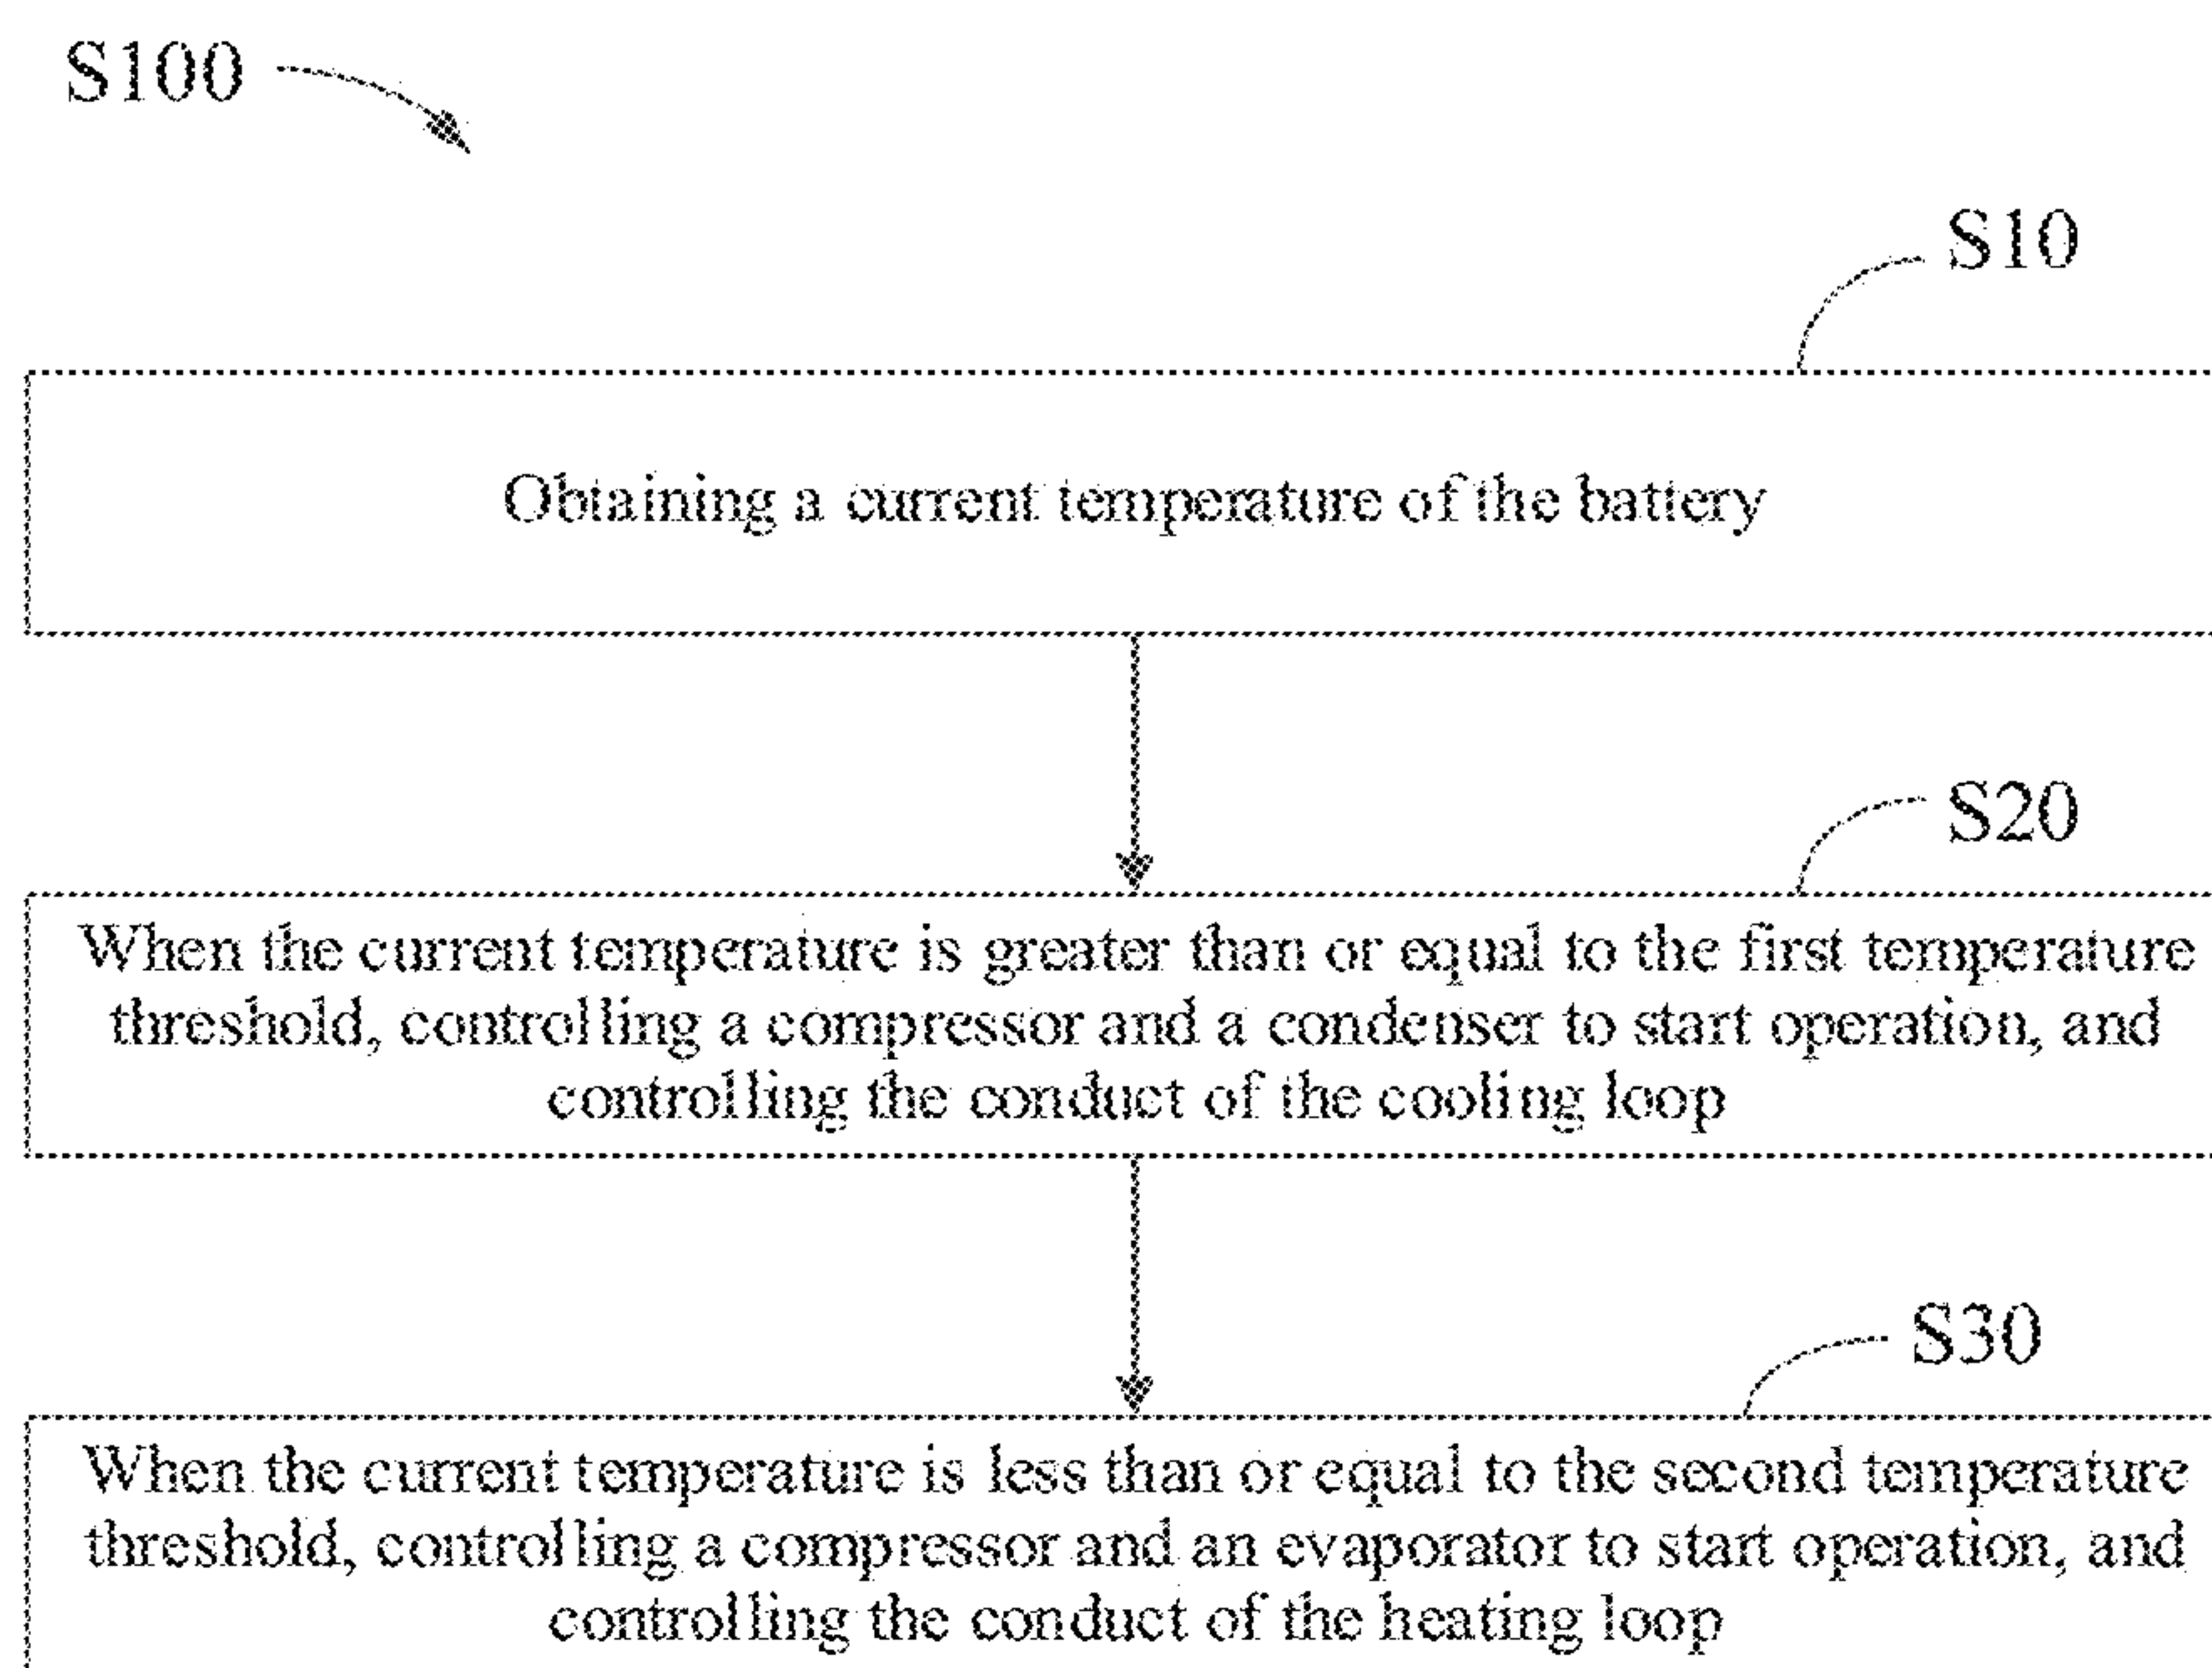 S100
S10
Obtaining a current temperature of the battery
S20
When the current temperature is greater than or equal to the first temperature
threshold, controlling a compressor and a condenser to start operation, and
controlling the conduct of the cooling loop
S30
When the current temperature is less than or equal to the second temperature
threshold, controlling a compressor and an evaporator to start operation, and
controlling the conduct of the heating loop